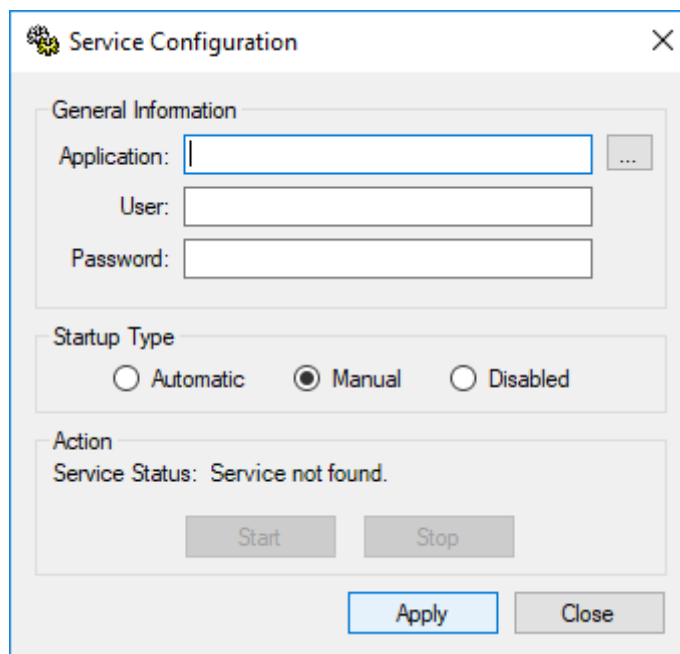 Service Configuration
General Information
Application: ...
User:
Password:
Startup Type
Automatic Manual Disabled
Action
Service Status: Service not found.
Start Stop
Apply Close